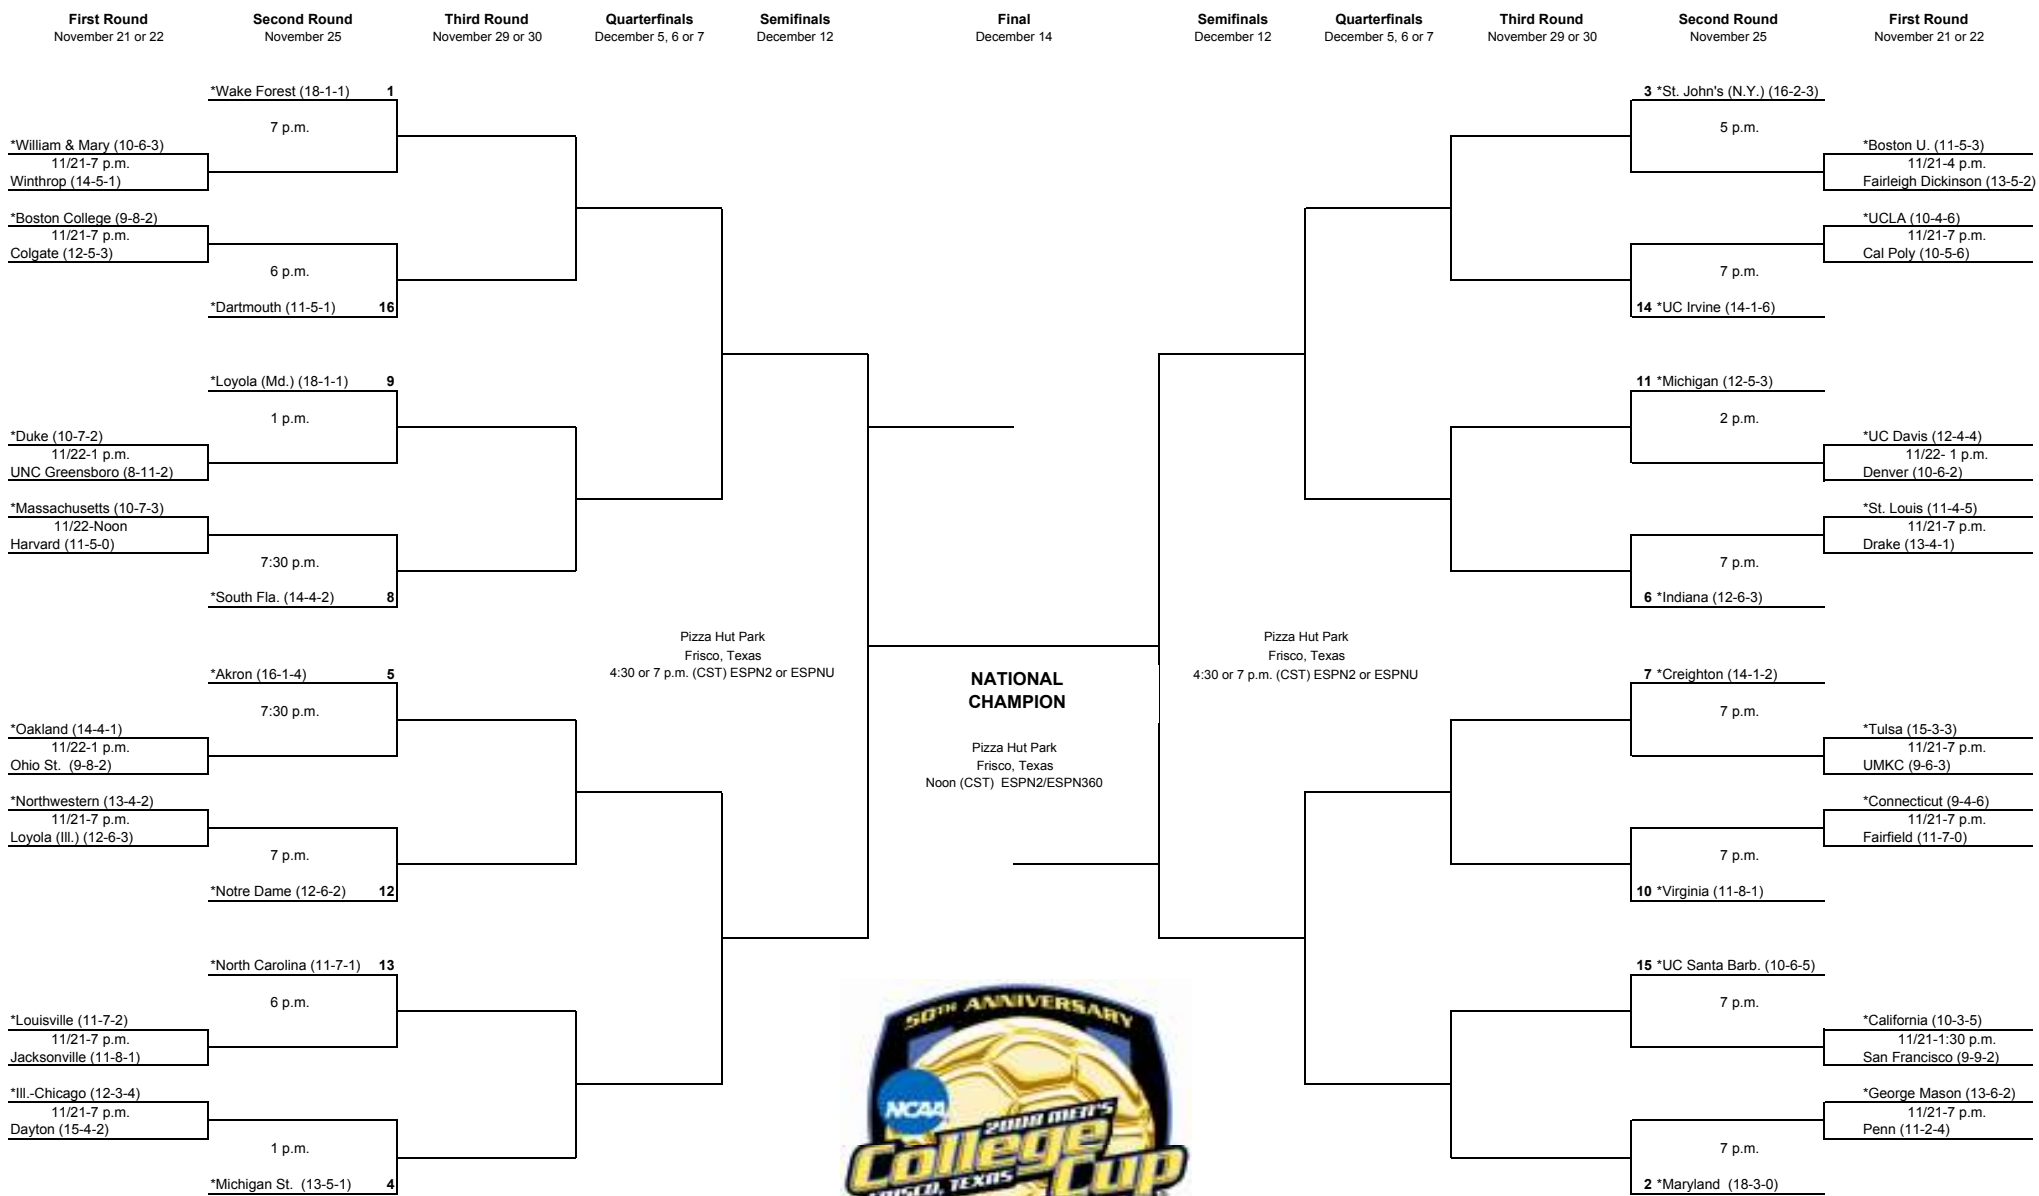 First Round
November 21 or 22
Second Round
November 25
Third Round
November 29 or 30
Quarterfinals
December 5, 6 or 7
Semifinals
December 12
Final
December 14
Semifinals
December 12
Quarterfinals
December 5, 6 or 7
Third Round
November 29 or 30
Second Round
November 25
First Round
November 21 or 22
*Wake Forest (18-1-1) 1
7 p.m.
*William & Mary (10-6-3)
11/21-7 p.m.
Winthrop (14-5-1)
*Boston College (9-8-2)
11/21-7 p.m.
Colgate (12-5-3)
6 p.m.
*Dartmouth (11-5-1) 16
*Loyola (Md.) (18-1-1) 9
1 p.m.
*Duke (10-7-2)
11/22-1 p.m.
UNC Greensboro (8-11-2)
*Massachusetts (10-7-3)
11/22-Noon
Harvard (11-5-0)
7:30 p.m.
*South Fla. (14-4-2) 8
*Akron (16-1-4) 5
7:30 p.m.
*Oakland (14-4-1)
11/22-1 p.m.
Ohio St. (9-8-2)
*Northwestern (13-4-2)
11/21-7 p.m.
Loyola (Ill.) (12-6-3)
7 p.m.
*Notre Dame (12-6-2) 12
*North Carolina (11-7-1) 13
6 p.m.
*Louisville (11-7-2)
11/21-7 p.m.
Jacksonville (11-8-1)
*Ill.-Chicago (12-3-4)
11/21-7 p.m.
Dayton (15-4-2)
1 p.m.
*Michigan St. (13-5-1) 4
Pizza Hut Park
Frisco, Texas
4:30 or 7 p.m. (CST) ESPN2 or ESPNU
NATIONAL
CHAMPION
Pizza Hut Park
Frisco, Texas
Noon (CST) ESPN2/ESPN360
50TH ANNIVERSARY
NCAA
2008 MEN'S
College
Cup
FRISCO, TEXAS
Pizza Hut Park
Frisco, Texas
4:30 or 7 p.m. (CST) ESPN2 or ESPNU
3 *St. John's (N.Y.) (16-2-3)
5 p.m.
*Boston U. (11-5-3)
11/21-4 p.m.
Fairleigh Dickinson (13-5-2)
*UCLA (10-4-6)
11/21-7 p.m.
Cal Poly (10-5-6)
7 p.m.
14 *UC Irvine (14-1-6)
11 *Michigan (12-5-3)
2 p.m.
*UC Davis (12-4-4)
11/22- 1 p.m.
Denver (10-6-2)
*St. Louis (11-4-5)
11/21-7 p.m.
Drake (13-4-1)
7 p.m.
6 *Indiana (12-6-3)
7 *Creighton (14-1-2)
7 p.m.
*Tulsa (15-3-3)
11/21-7 p.m.
UMKC (9-6-3)
*Connecticut (9-4-6)
11/21-7 p.m.
Fairfield (11-7-0)
7 p.m.
10 *Virginia (11-8-1)
15 *UC Santa Barb. (10-6-5)
7 p.m.
*California (10-3-5)
11/21-1:30 p.m.
San Francisco (9-9-2)
*George Mason (13-6-2)
11/21-7 p.m.
Penn (11-2-4)
7 p.m.
2 *Maryland (18-3-0)